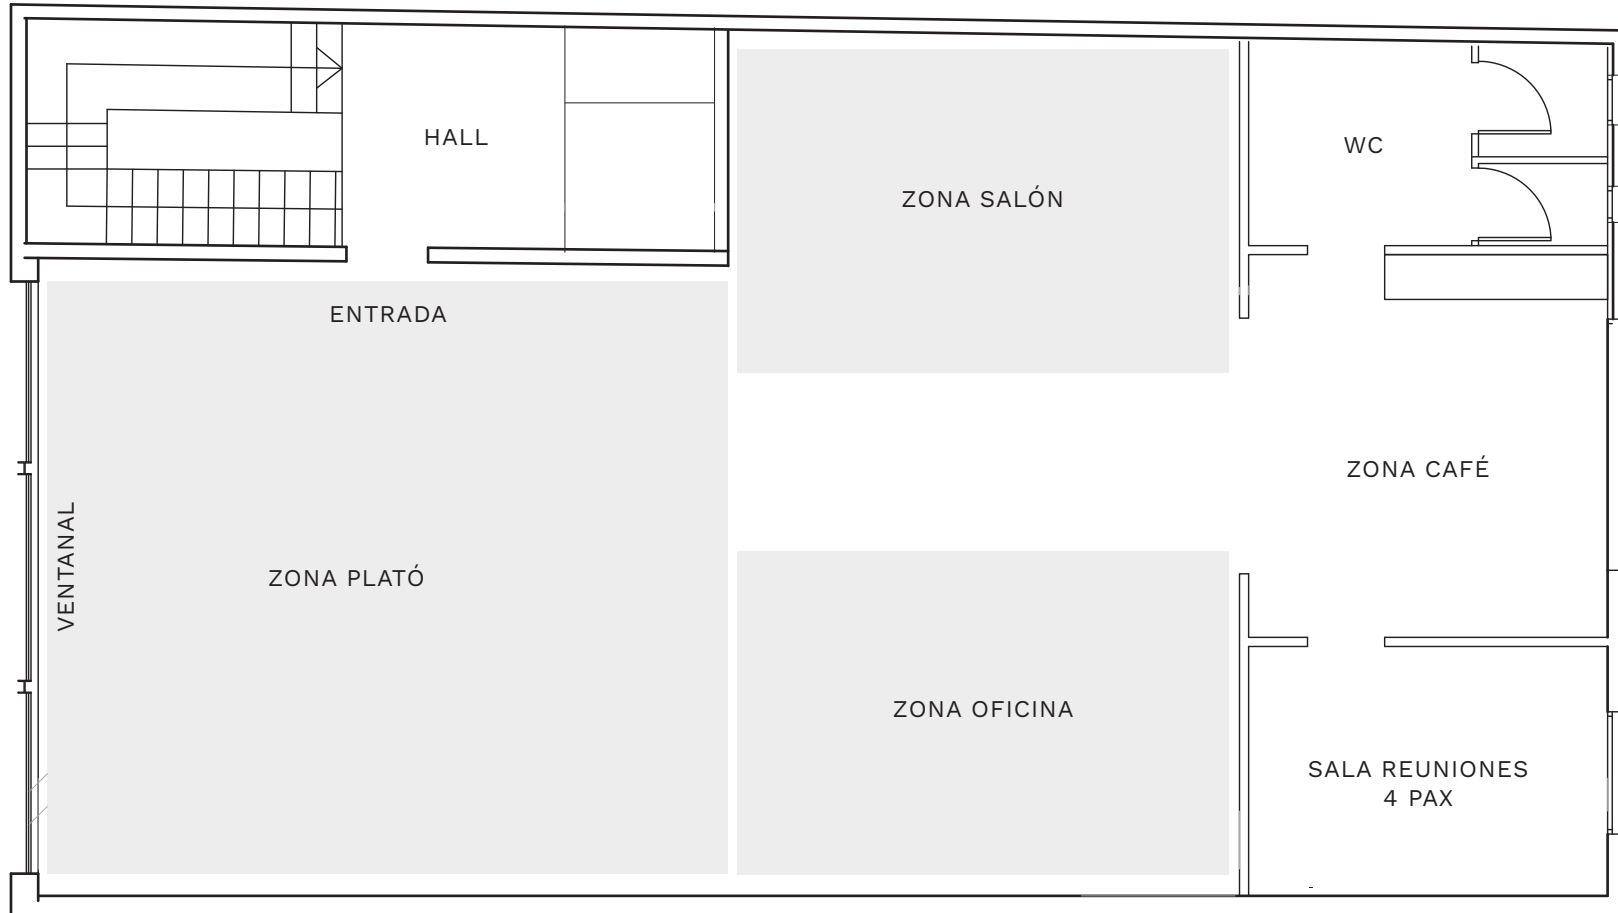 HALL
WC
ZONA SALÓN
ENTRADA
ZONA CAFÉ
VENTANAL
ZONA PLATÓ
ZONA OFICINA
SALA REUNIONES
4 PAX